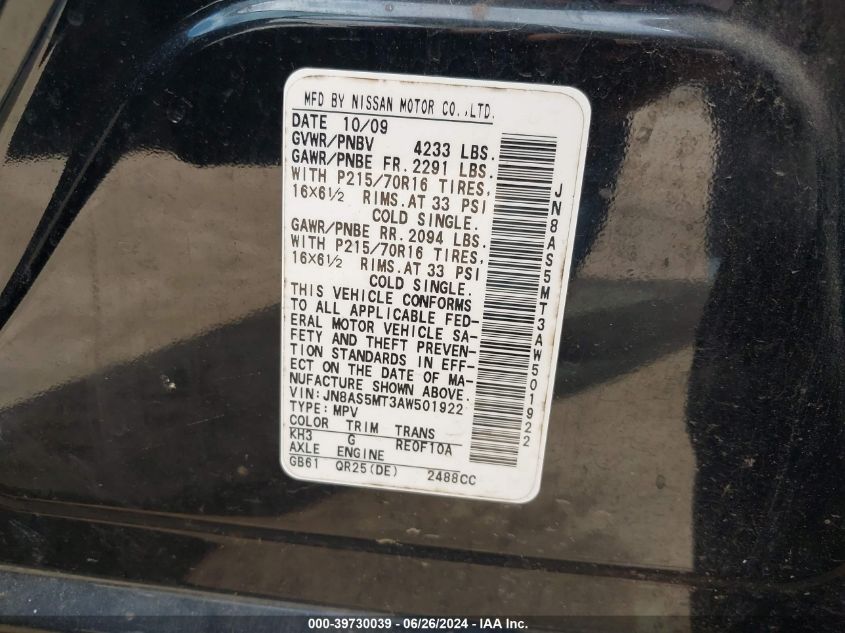 MFD BY NISSAN MOTOR CO.,LTD.
DATE 10/09
GVWR/PNBV 4233 LBS.
GAWR/PNBE FR. 2291 LBS.
WITH P215/70R16 TIRES,
16X6½ RIMS.AT 33 PSI
COLD SINGLE.
GAWR/PNBE RR. 2094 LBS.
WITH P215/70R16 TIRES,
16X6½ RIMS.AT 33 PSI
COLD SINGLE.
THIS VEHICLE CONFORMS
TO ALL APPLICABLE FED-
ERAL MOTOR VEHICLE SA-
FETY AND THEFT PREVEN-
TION STANDARDS IN EFF-
ECT ON THE DATE OF MA-
NUFACTURE SHOWN ABOVE.
VIN: JN8AS5MT3AW501922
TYPE: MPV
COLOR TRIM TRANS
KH3 G RE0F10A
AXLE ENGINE
GB61 QR25(DE) 2488CC
JN8AS5MT3AW501922
000-39730039 - 06/26/2024 - IAA Inc.